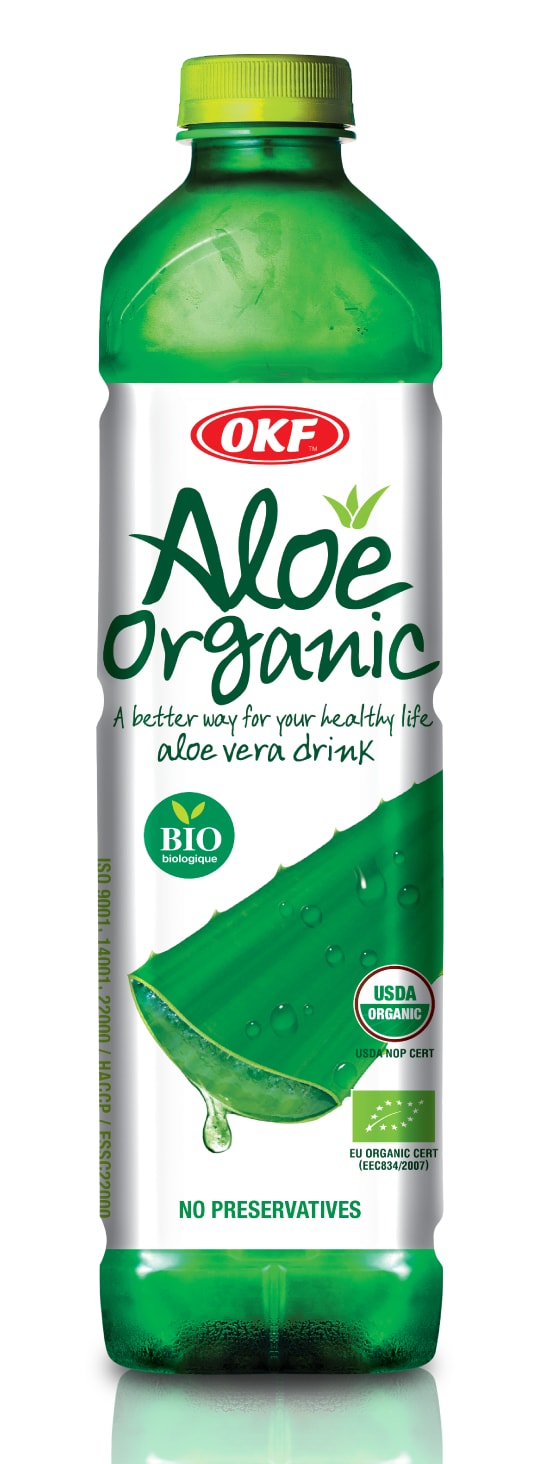 OKF
TM
Aloe
Organic
A better way for your healthy life
aloe vera drink
BIO
biologique
ISO 9001, 14001, 22000 / HACCP / FSSC22000
USDA
ORGANIC
USDA NOP CERT
EU ORGANIC CERT
(EEC834/2007)
NO PRESERVATIVES